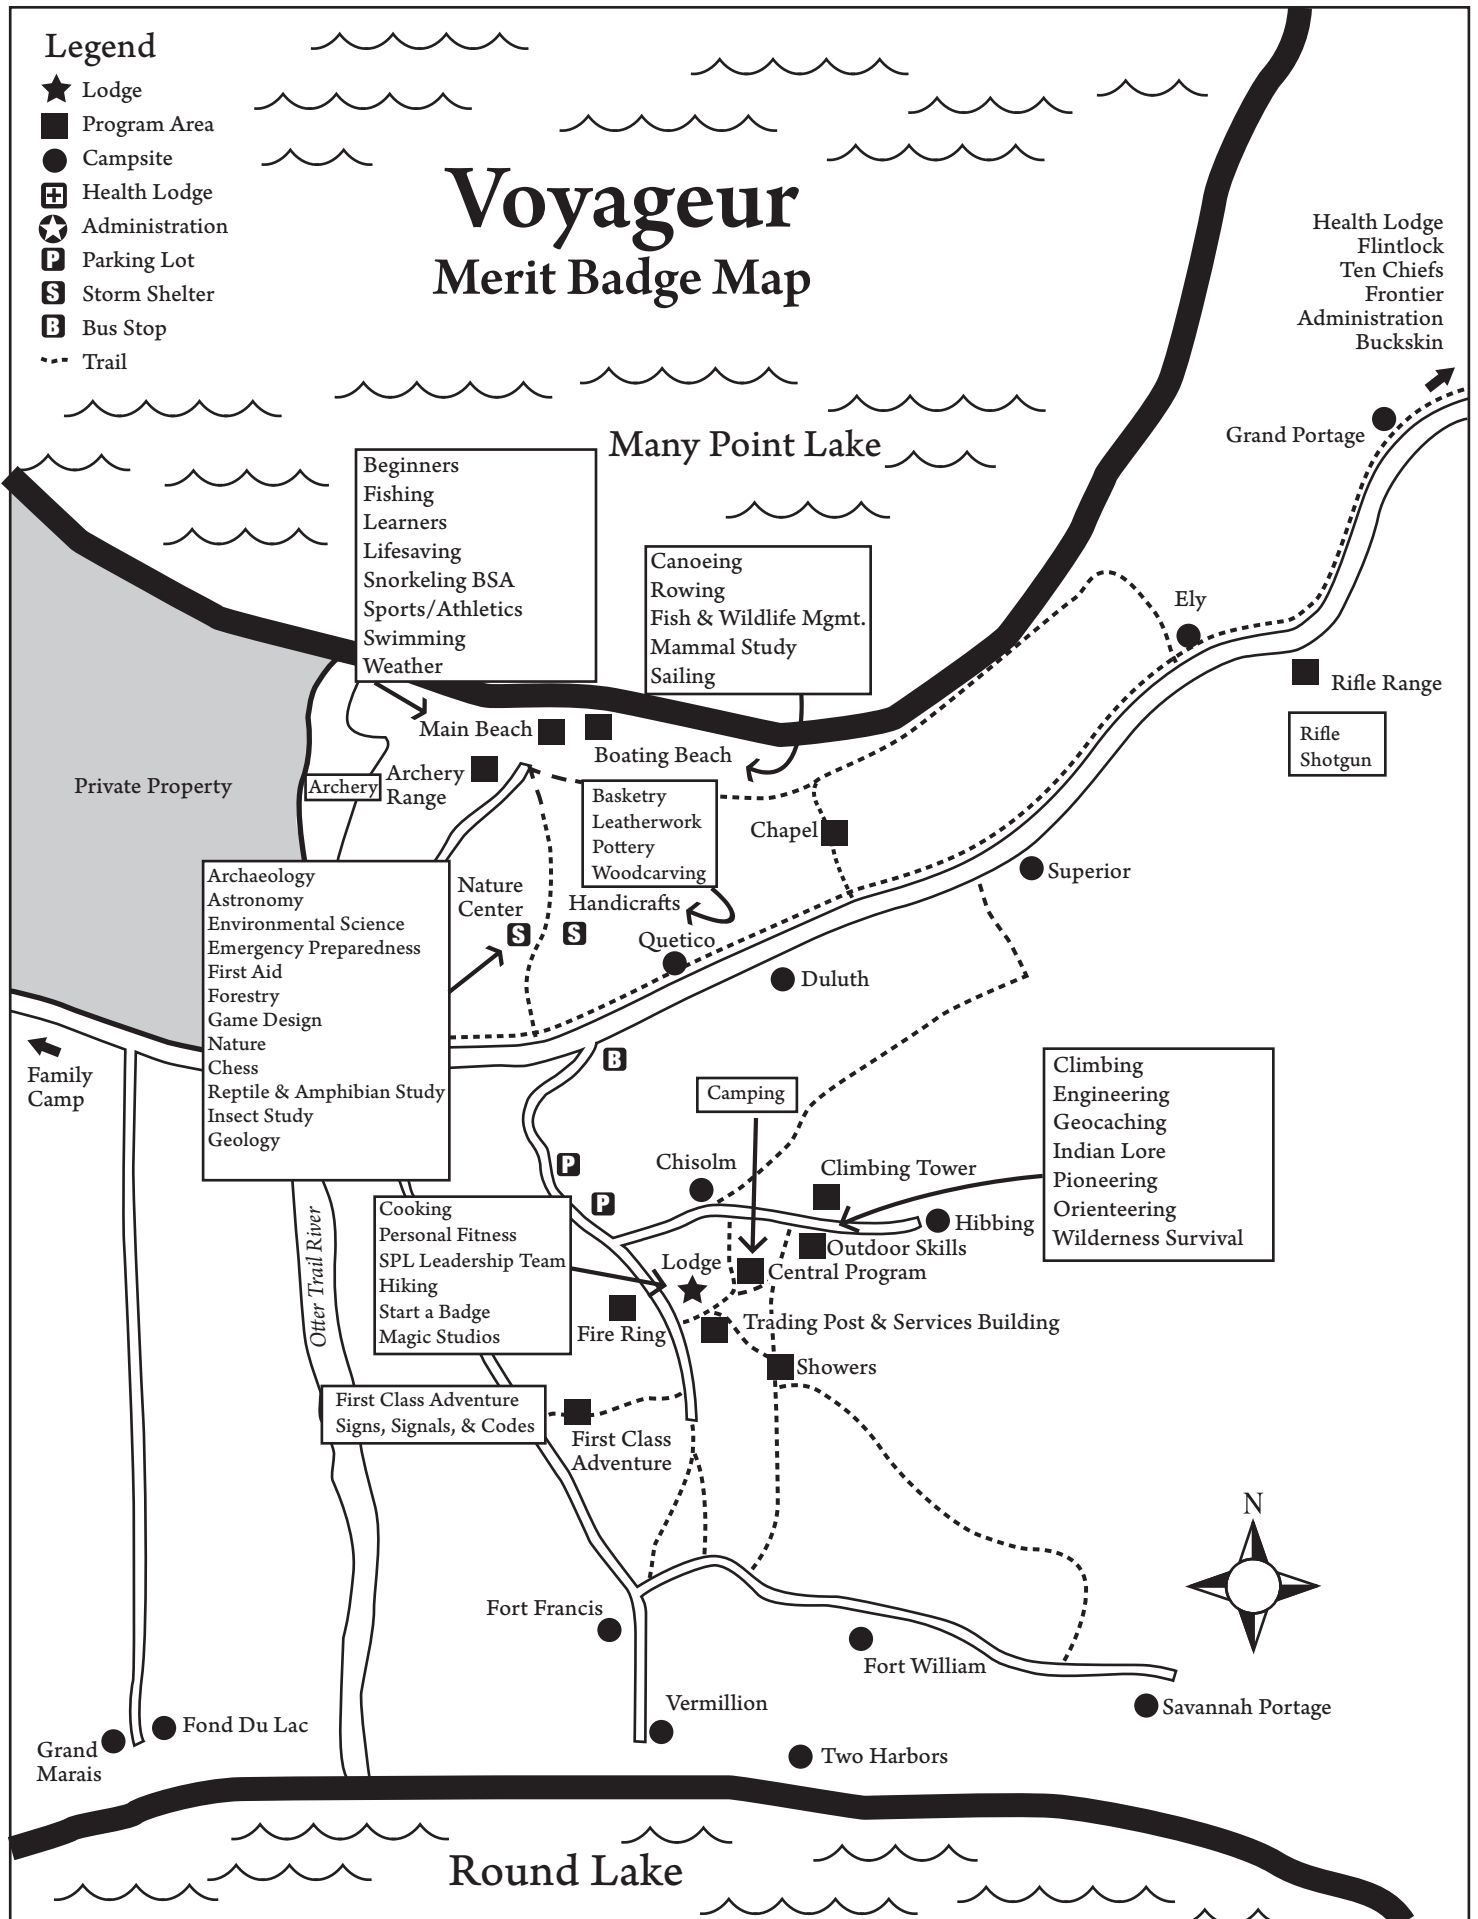 Legend
Lodge
Program Area
Campsite
Health Lodge
Administration
P Parking Lot
S Storm Shelter
B Bus Stop
Trail
Voyageur
Merit Badge Map
Health Lodge
Flintlock
Ten Chiefs
Frontier
Administration
Buckskin
Grand Portage
Many Point Lake
Beginners
Fishing
Learners
Lifesaving
Snorkeling BSA
Sports/Athletics
Swimming
Weather
Canoeing
Rowing
Fish & Wildlife Mgmt.
Mammal Study
Sailing
Ely
Rifle Range
Rifle
Shotgun
Main Beach
Boating Beach
Private Property
Archery
Archery
Range
Basketry
Leatherwork
Pottery
Woodcarving
Chapel
Superior
Nature
Center
Handicrafts
S
S
Quetico
Duluth
Archaeology
Astronomy
Environmental Science
Emergency Preparedness
First Aid
Forestry
Game Design
Nature
Chess
Reptile & Amphibian Study
Insect Study
Geology
Family
Camp
B
Camping
Climbing
Engineering
Geocaching
Indian Lore
Pioneering
Orienteering
Wilderness Survival
P
P
Chisolm
Climbing Tower
Hibbing
Outdoor Skills
Central Program
Lodge
Cooking
Personal Fitness
SPL Leadership Team
Hiking
Start a Badge
Magic Studios
Otter Trail River
Fire Ring
Trading Post & Services Building
Showers
First Class Adventure
Signs, Signals, & Codes
First Class
Adventure
N
Fort Francis
Fort William
Vermillion
Savannah Portage
Fond Du Lac
Grand
Marais
Two Harbors
Round Lake